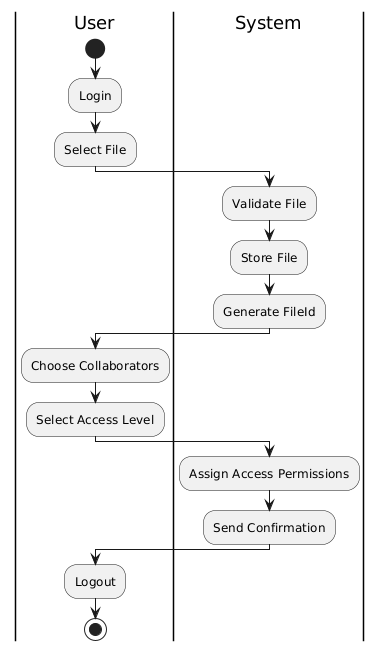 User
System
Login
Select File
Validate File
Store File
Generate FileId
Choose Collaborators
Select Access Level
Assign Access Permissions
Send Confirmation
Logout